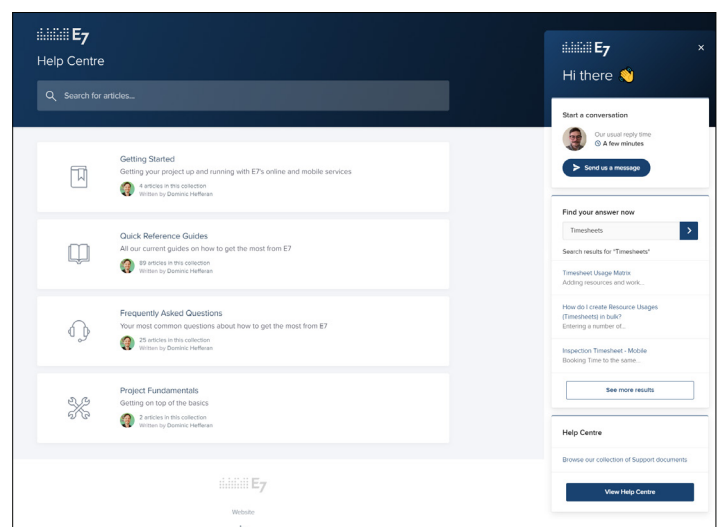 E7
Help Centre
Search for articles...
Getting Started
Getting your project up and running with E7's online and mobile services
4 articles in this collection
Written by Dominic Hefferan
Quick Reference Guides
All our current guides on how to get the most from E7
89 articles in this collection
Written by Dominic Hefferan
Frequently Asked Questions
Your most common questions about how to get the most from E7
25 articles in this collection
Written by Dominic Hefferan
Project Fundamentals
Getting on top of the basics
2 articles in this collection
Written by Dominic Hefferan
E7
Website
E7
Hi there 👋
Start a conversation
Our usual reply time
A few minutes
Send us a message
Find your answer now
Timesheets
Search results for "Timesheets"
Timesheet Usage Matrix
Adding resources and work...
How do I create Resource Usages
(Timesheets) in bulk?
Entering a number of...
Inspection Timesheet - Mobile
Booking Time to the same...
See more results
Help Centre
Browse our collection of Support documents
View Help Centre